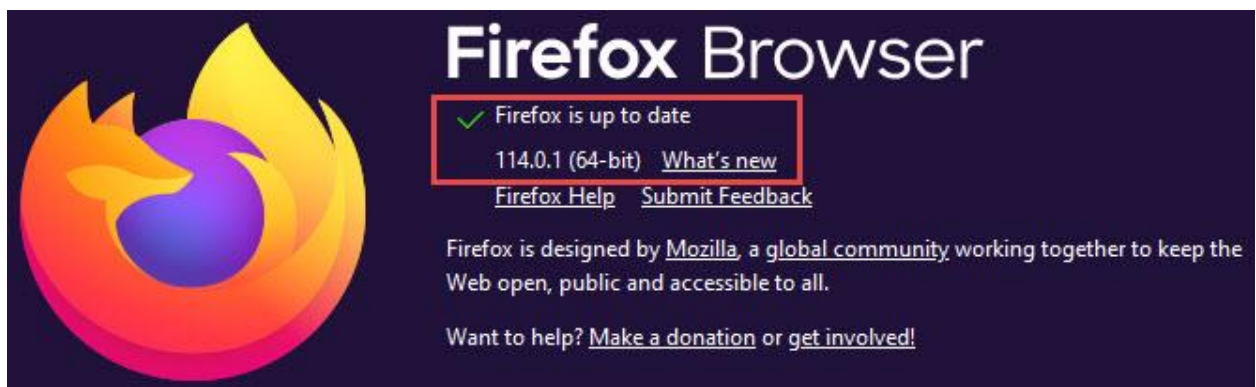 Firefox Browser
Firefox is up to date
114.0.1 (64-bit) What's new
Firefox Help Submit Feedback
Firefox is designed by Mozilla, a global community working together to keep the
Web open, public and accessible to all.
Want to help? Make a donation or get involved!